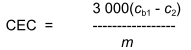 3 000(cb1 - c2)
CEC = ------------------
m